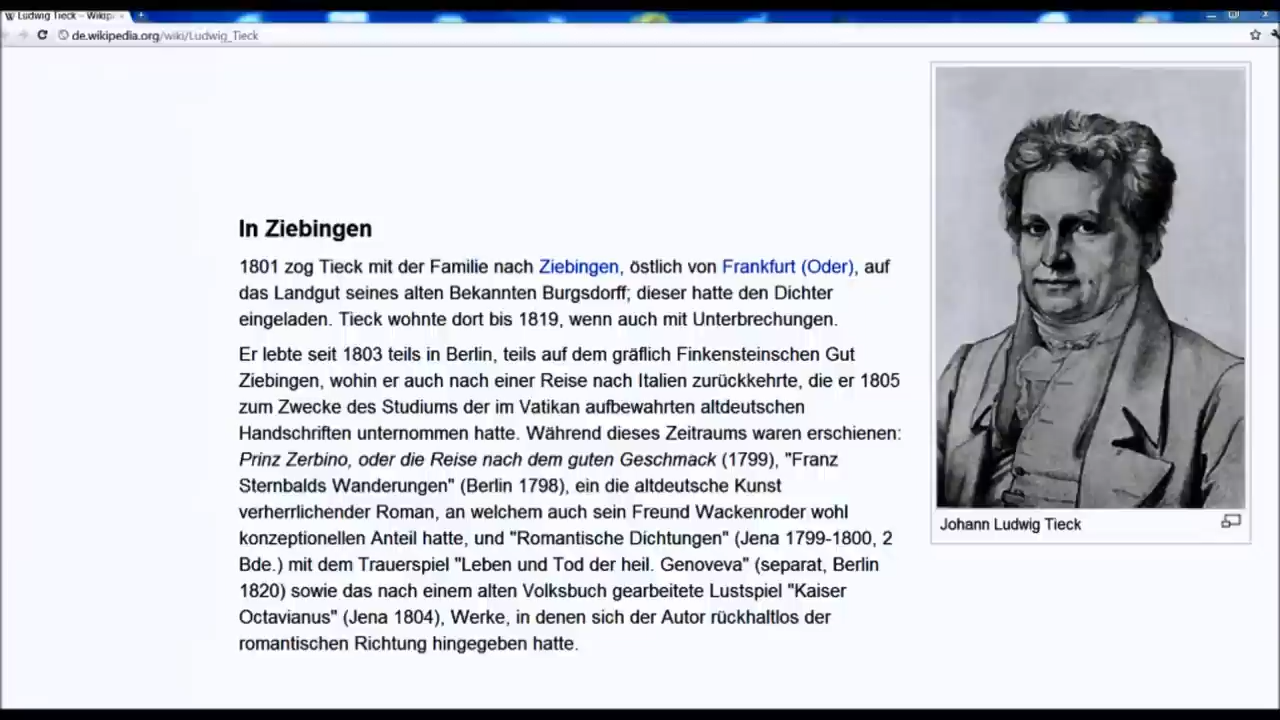 Ludwig Tieck – Wikip
de.wikipedia.org/wiki/Ludwig_Tieck
In Ziebingen
1801 zog Tieck mit der Familie nach Ziebingen, östlich von Frankfurt (Oder), auf
das Landgut seines alten Bekannten Burgsdorff; dieser hatte den Dichter
eingeladen. Tieck wohnte dort bis 1819, wenn auch mit Unterbrechungen.
Er lebte seit 1803 teils in Berlin, teils auf dem gräflich Finkensteinschen Gut
Ziebingen, wohin er auch nach einer Reise nach Italien zurückkehrte, die er 1805
zum Zwecke des Studiums der im Vatikan aufbewahrten altdeutschen
Handschriften unternommen hatte. Während dieses Zeitraums waren erschienen:
Prinz Zerbino, oder die Reise nach dem guten Geschmack (1799), "Franz
Sternbalds Wanderungen" (Berlin 1798), ein die altdeutsche Kunst
verherrlichender Roman, an welchem auch sein Freund Wackenroder wohl
konzeptionellen Anteil hatte, und "Romantische Dichtungen" (Jena 1799-1800, 2
Bde.) mit dem Trauerspiel "Leben und Tod der heil. Genoveva" (separat, Berlin
1820) sowie das nach einem alten Volksbuch gearbeitete Lustspiel "Kaiser
Octavianus" (Jena 1804), Werke, in denen sich der Autor rückhaltlos der
romantischen Richtung hingegeben hatte.
Johann Ludwig Tieck